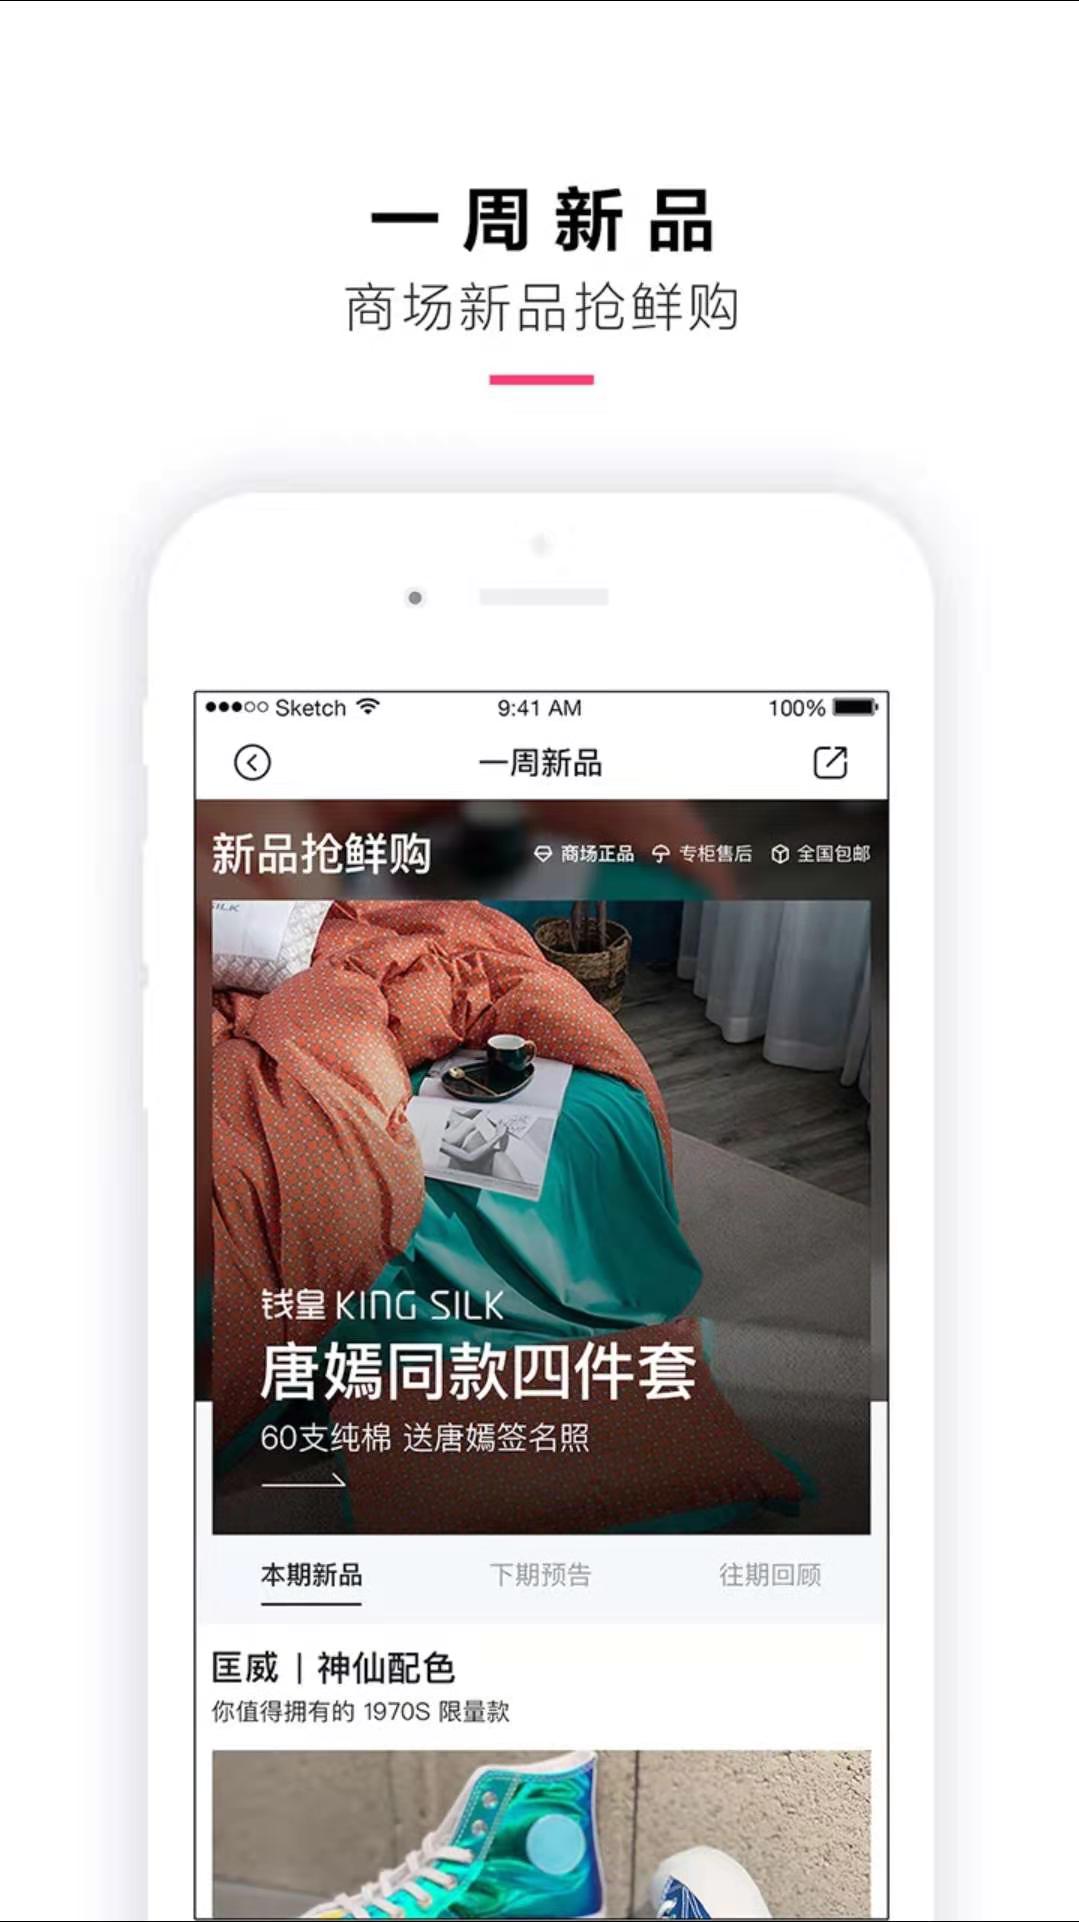 一周新品
商场新品抢鲜购
Sketch 9:41 AM 100%
一周新品
新品抢鲜购 商场正品 专柜售后 全国包邮
SILK
钱皇 KING SILK
唐嫣同款四件套
60支纯棉 送唐嫣签名照
本期新品 下期预告 往期回顾
匡威 | 神仙配色
你值得拥有的 1970S 限量款